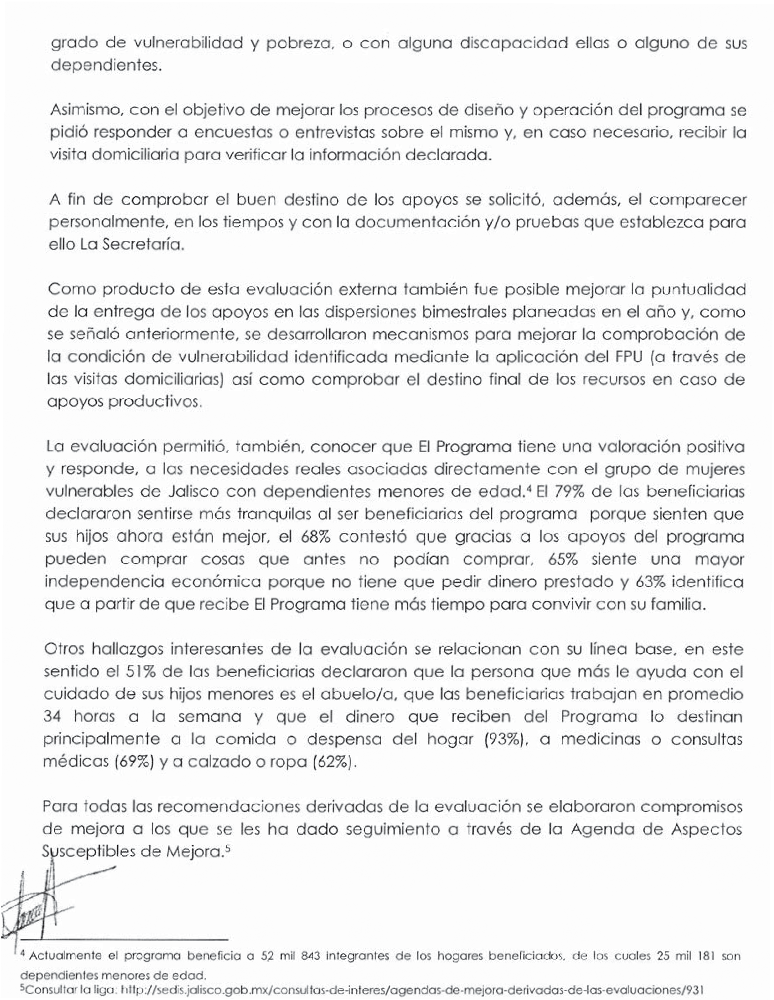 grado de vulnerabilidad y pobreza, o con alguna discapacidad ellas o alguno de sus
dependientes.
Asimismo, con el objetivo de mejorar los procesos de diseño y operación del programa se
pidió responder a encuestas o entrevistas sobre el mismo y, en caso necesario, recibir la
visita domiciliaria para verificar la información declarada.
A fin de comprobar el buen destino de los apoyos se solicitó, además, el comparecer
personalmente, en los tiempos y con la documentación y/o pruebas que establezca para
ello La Secretaría.
Como producto de esta evaluación externa también fue posible mejorar la puntualidad
de la entrega de los apoyos en las dispersiones bimestrales planeadas en el año y, como
se señaló anteriormente, se desarrollaron mecanismos para mejorar la comprobación de
la condición de vulnerabilidad identificada mediante la aplicación del FPU (a través de
las visitas domiciliarias) así como comprobar el destino final de los recursos en caso de
apoyos productivos.
La evaluación permitió, también, conocer que El Programa tiene una valoración positiva
y responde, a las necesidades reales asociadas directamente con el grupo de mujeres
vulnerables de Jalisco con dependientes menores de edad.⁴ El 79% de las beneficiarias
declararon sentirse más tranquilas al ser beneficiarias del programa porque sienten que
sus hijos ahora están mejor, el 68% contestó que gracias a los apoyos del programa
pueden comprar cosas que antes no podían comprar, 65% siente una mayor
independencia económica porque no tiene que pedir dinero prestado y 63% identifica
que a partir de que recibe El Programa tiene más tiempo para convivir con su familia.
Otros hallazgos interesantes de la evaluación se relacionan con su línea base, en este
sentido el 51% de las beneficiarias declararon que la persona que más le ayuda con el
cuidado de sus hijos menores es el abuelo/a, que las beneficiarias trabajan en promedio
34 horas a la semana y que el dinero que reciben del Programa lo destinan
principalmente a la comida o despensa del hogar (93%), a medicinas o consultas
médicas (69%) y a calzado o ropa (62%).
Para todas las recomendaciones derivadas de la evaluación se elaboraron compromisos
de mejora a los que se les ha dado seguimiento a través de la Agenda de Aspectos
Susceptibles de Mejora.⁵
⁴ Actualmente el programa beneficia a 52 mil 843 integrantes de los hogares beneficiados, de los cuales 25 mil 181 son
dependientes menores de edad.
⁵Consultar la liga: http://sedis.jalisco.gob.mx/consultas-de-interes/agendas-de-mejora-derivadas-de-las-evaluaciones/931